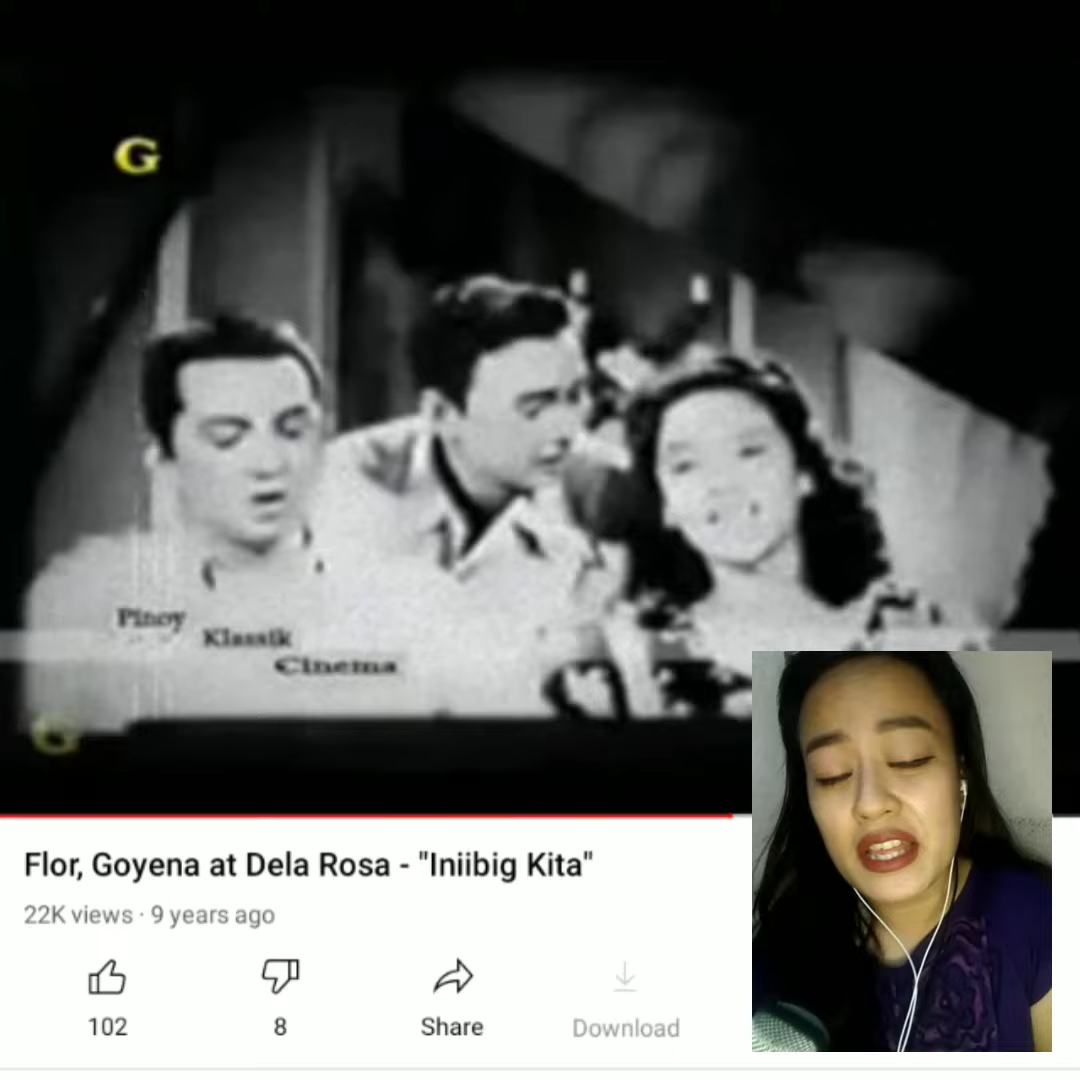 G
Pinoy
Klassik
Cinema
G
Flor, Goyena at Dela Rosa - "Iniibig Kita"
22K views · 9 years ago
102
8
Share
Download